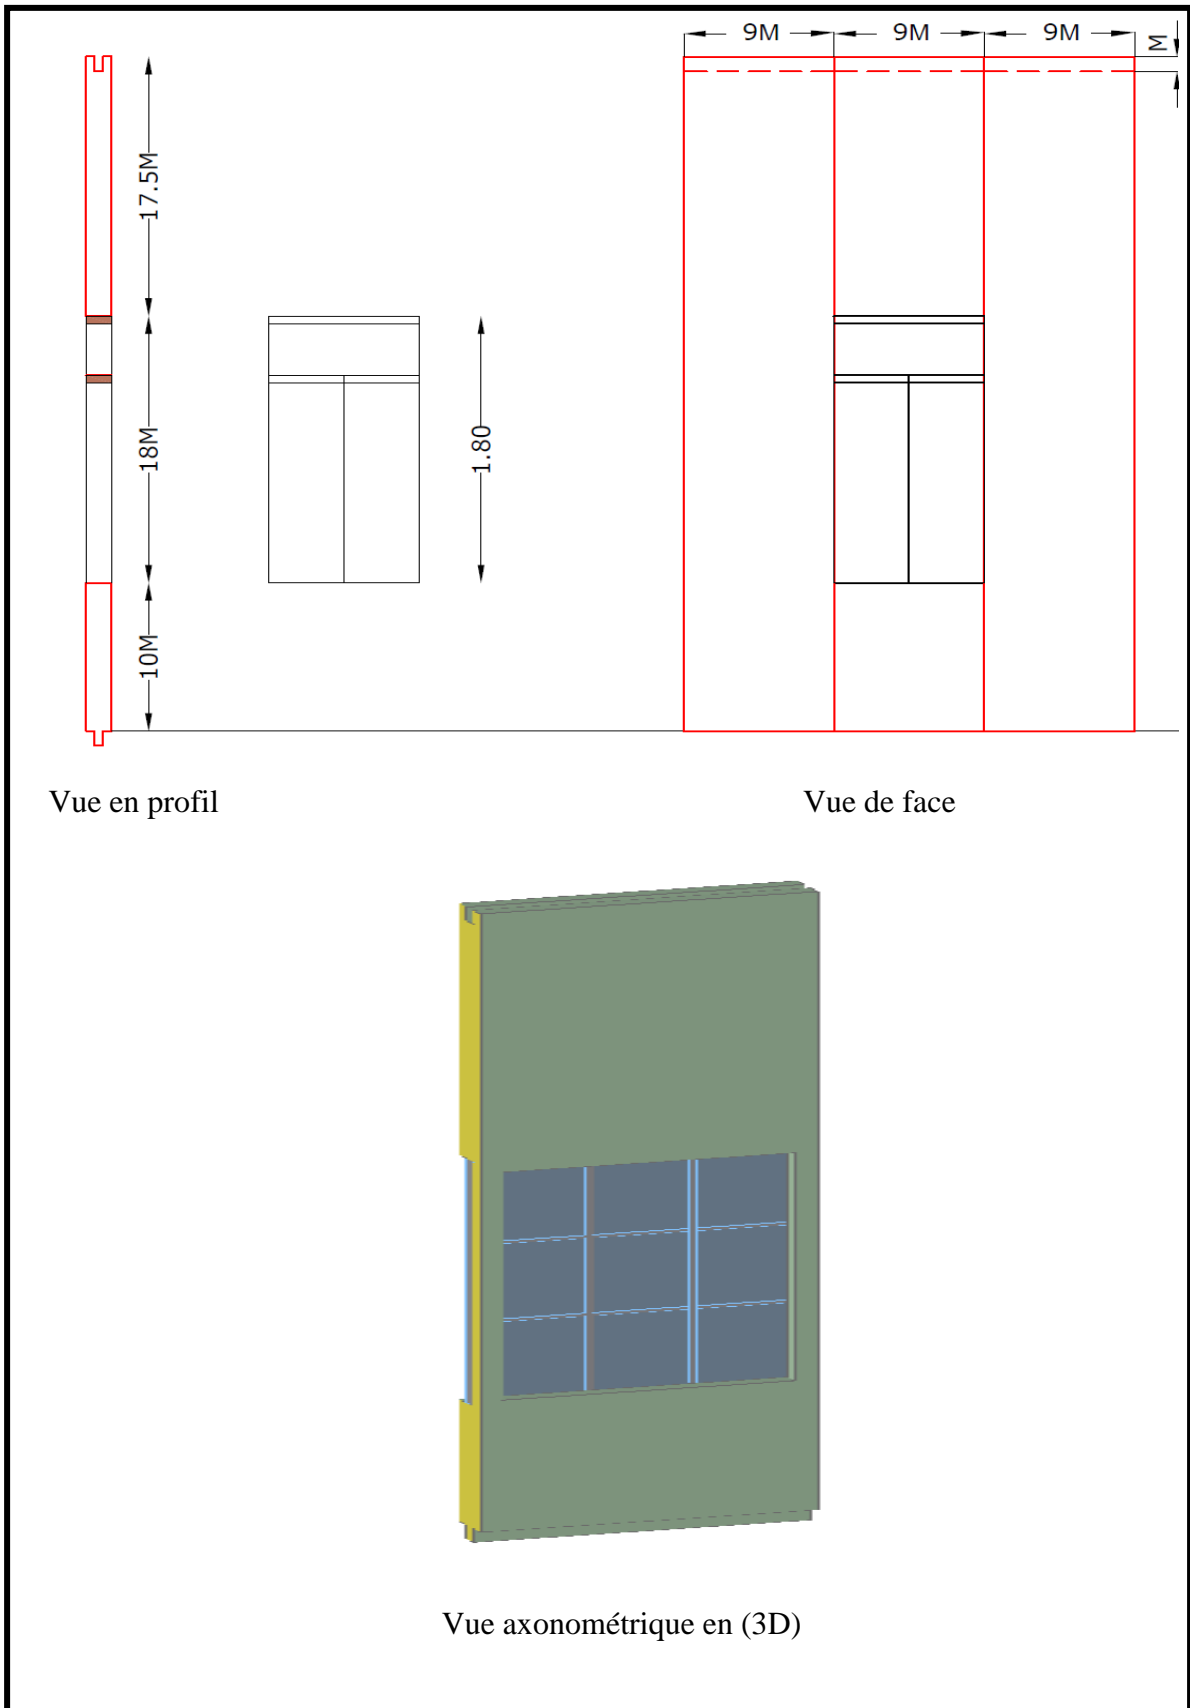 9M 9M 9M
M
17.5M
18M
1.80
10M
Vue en profil
Vue de face
Vue axonométrique en (3D)